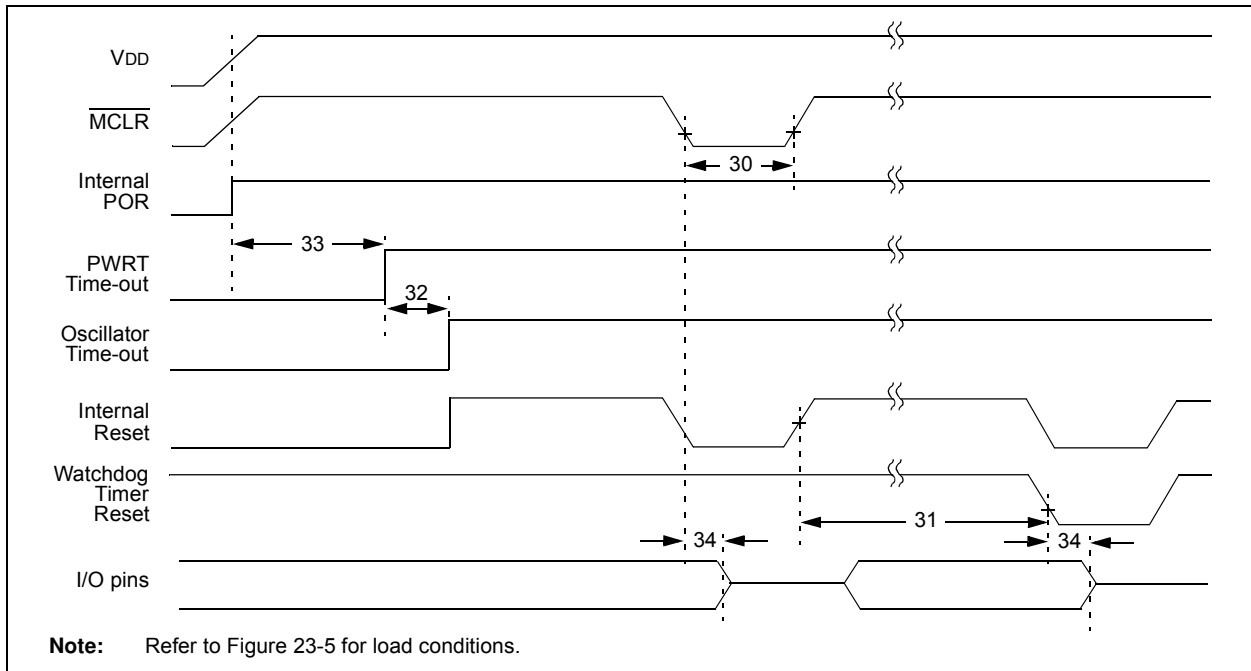 VDD
MCLR
30
Internal
POR
33
PWRT
Time-out
32
Oscillator
Time-out
Internal
Reset
Watchdog
Timer
Reset
31
34
34
I/O pins
Note: Refer to Figure 23-5 for load conditions.